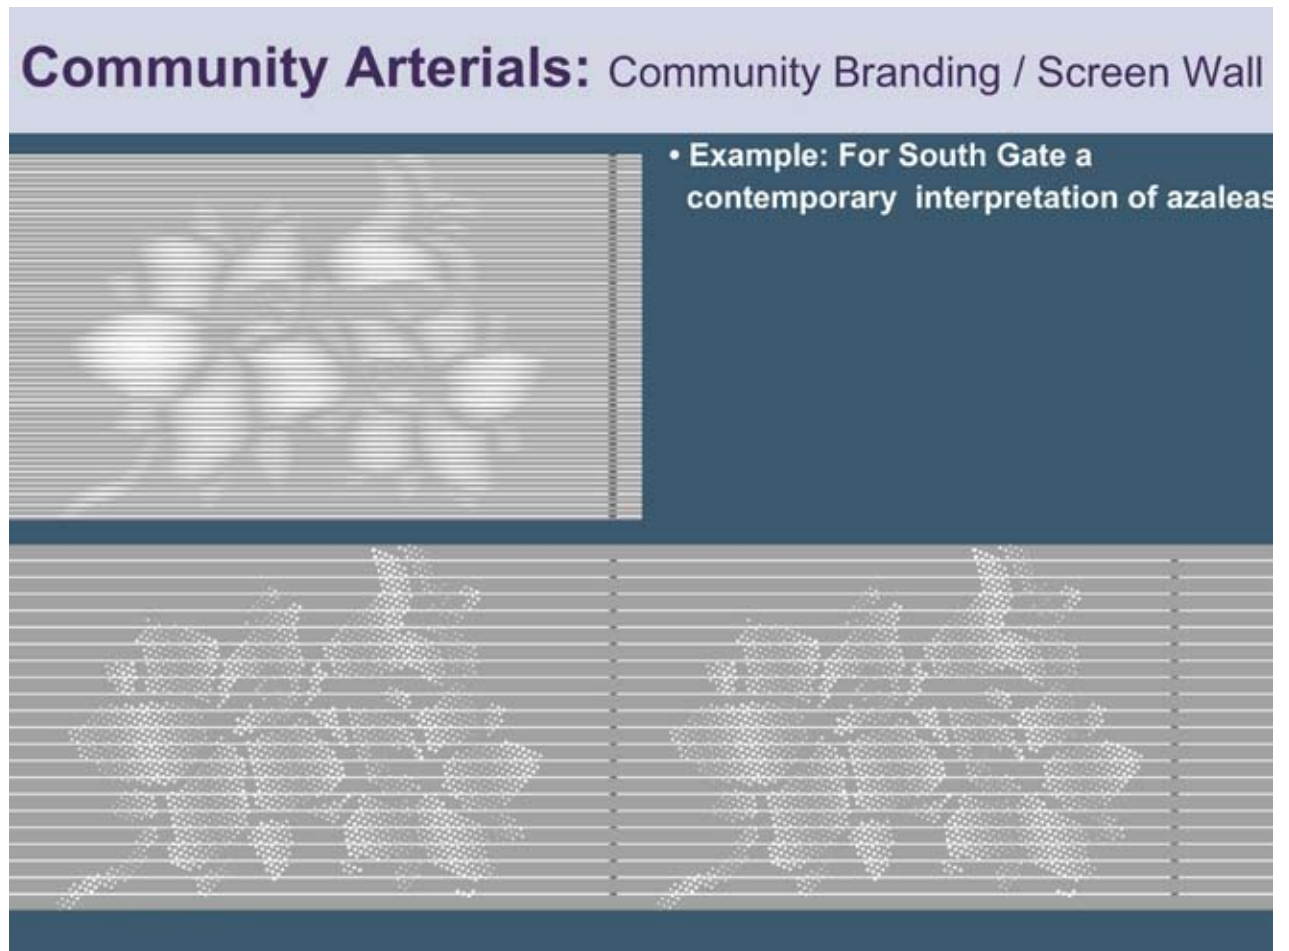 Community Arterials: Community Branding / Screen Wall
• Example: For South Gate a
contemporary interpretation of azaleas